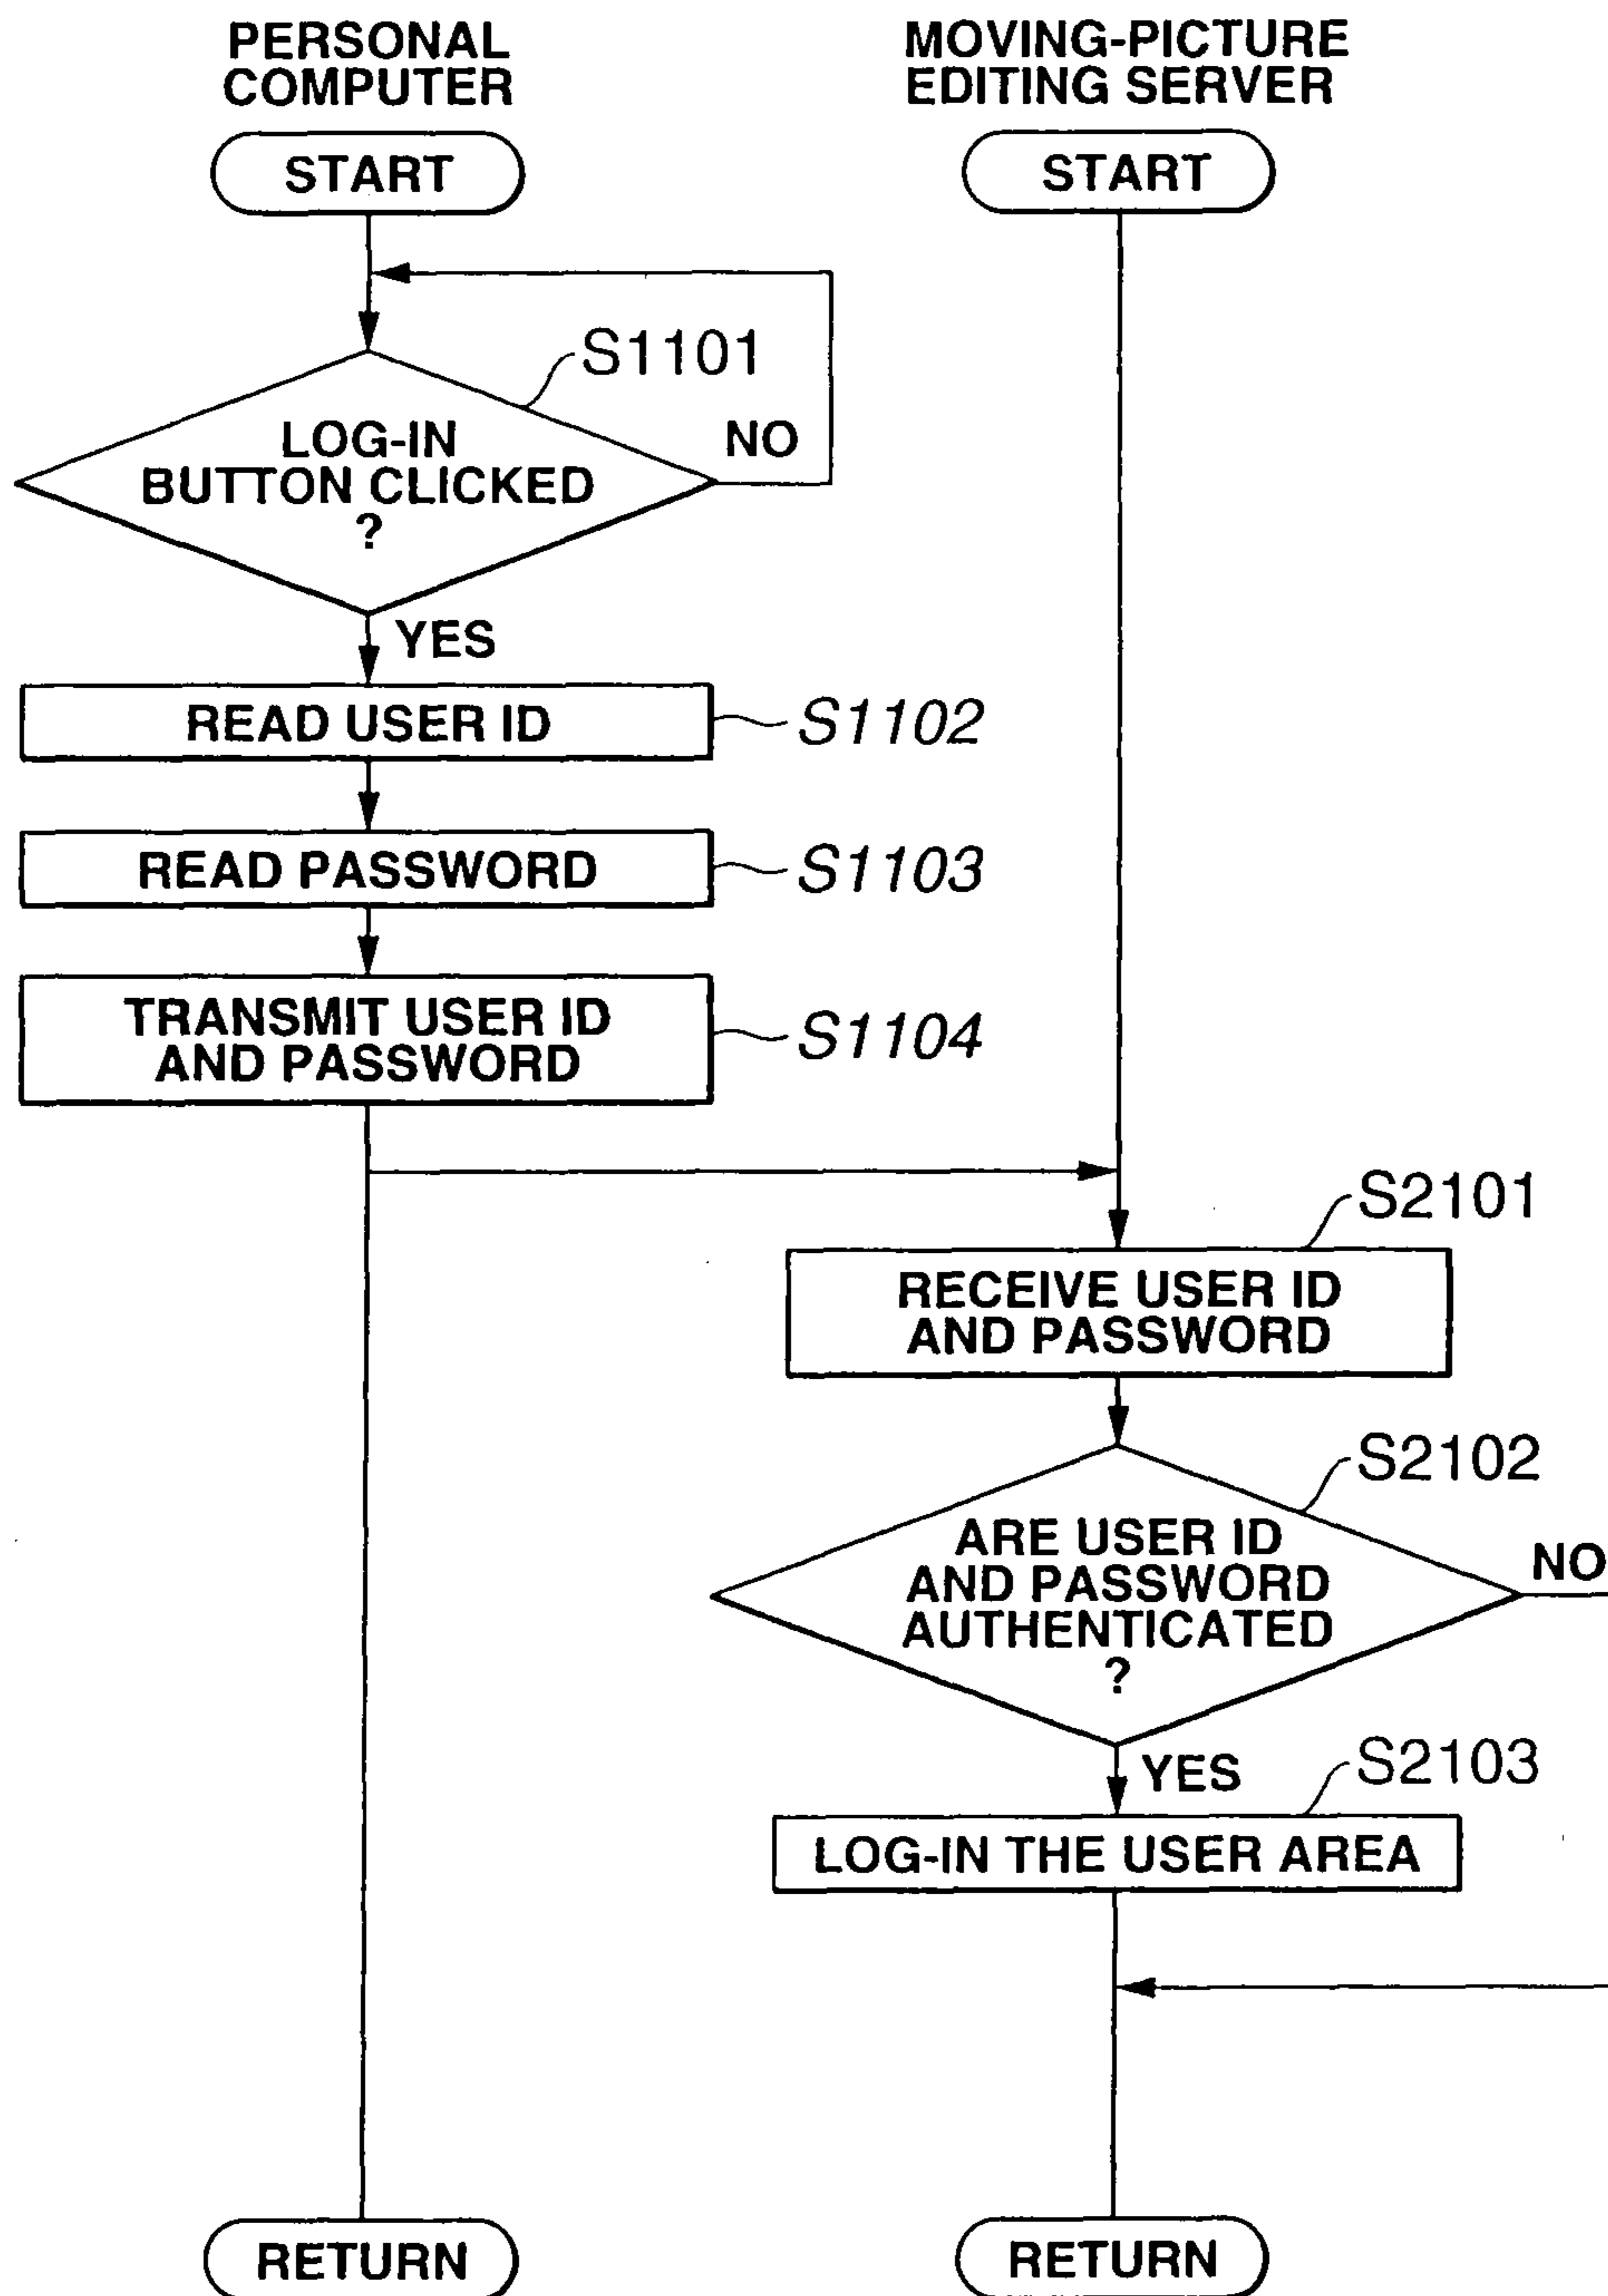 PERSONAL
COMPUTER
START
S1101
LOG-IN
BUTTON CLICKED
?
NO
YES
READ USER ID
S1102
READ PASSWORD
S1103
TRANSMIT USER ID
AND PASSWORD
S1104
RETURN
MOVING-PICTURE
EDITING SERVER
START
S2101
RECEIVE USER ID
AND PASSWORD
S2102
ARE USER ID
AND PASSWORD
AUTHENTICATED
?
NO
YES
S2103
LOG-IN THE USER AREA
RETURN